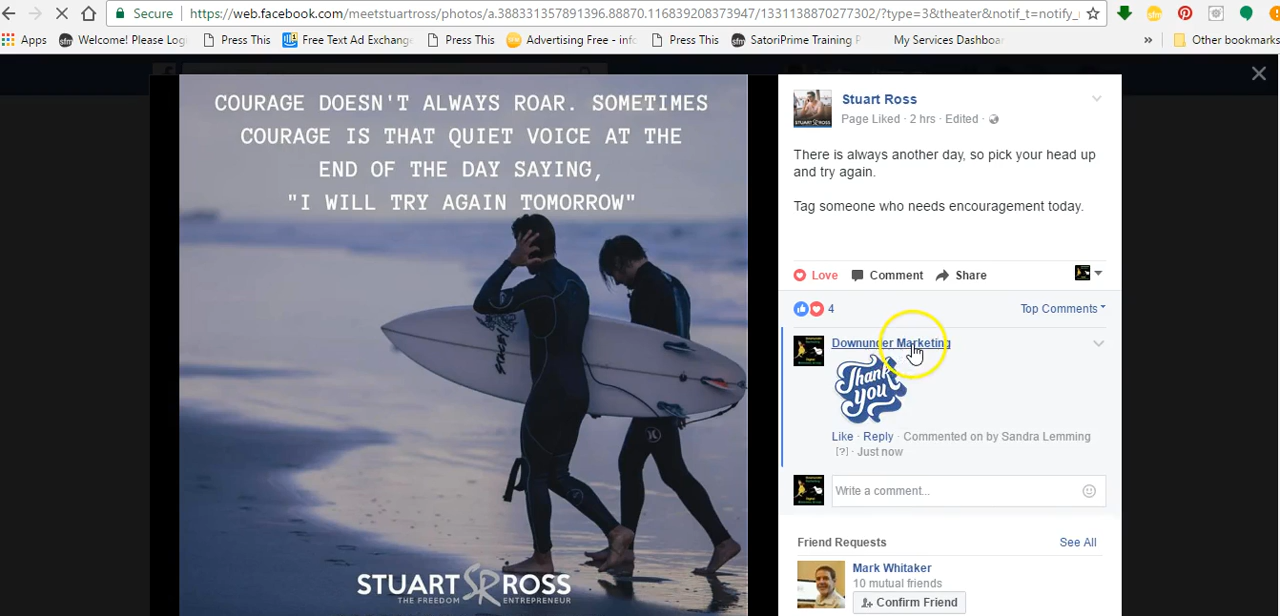 Secure
https://web.facebook.com/meetstuartross/photos/a.388331357891396.88870.116839208373947/1331138870277302/?type=3&theater&notif_t=notify_
Apps
Welcome! Please Log
Press This
Free Text Ad Exchang
Press This
Advertising Free - info
Press This
SatoriPrime Training P
My Services Dashboa
»
Other bookmarks
COURAGE DOESN'T ALWAYS ROAR. SOMETIMES
COURAGE IS THAT QUIET VOICE AT THE
END OF THE DAY SAYING,
"I WILL TRY AGAIN TOMORROW"
STUART SR ROSS
THE FREEDOM ENTREPRENEUR
Stuart Ross
Page Liked · 2 hrs · Edited ·
There is always another day, so pick your head up
and try again.
Tag someone who needs encouragement today.
Love Comment Share
4
Top Comments
Downunder Marketing
Thank
you
Like · Reply · Commented on by Sandra Lemming
[?] · Just now
Write a comment...
Friend Requests
See All
Mark Whitaker
10 mutual friends
Confirm Friend